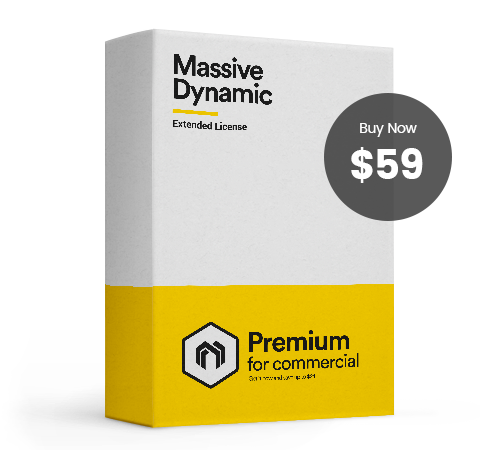 Massive
Dynamic
Extended License
Buy Now
$59
Premium
for commercial